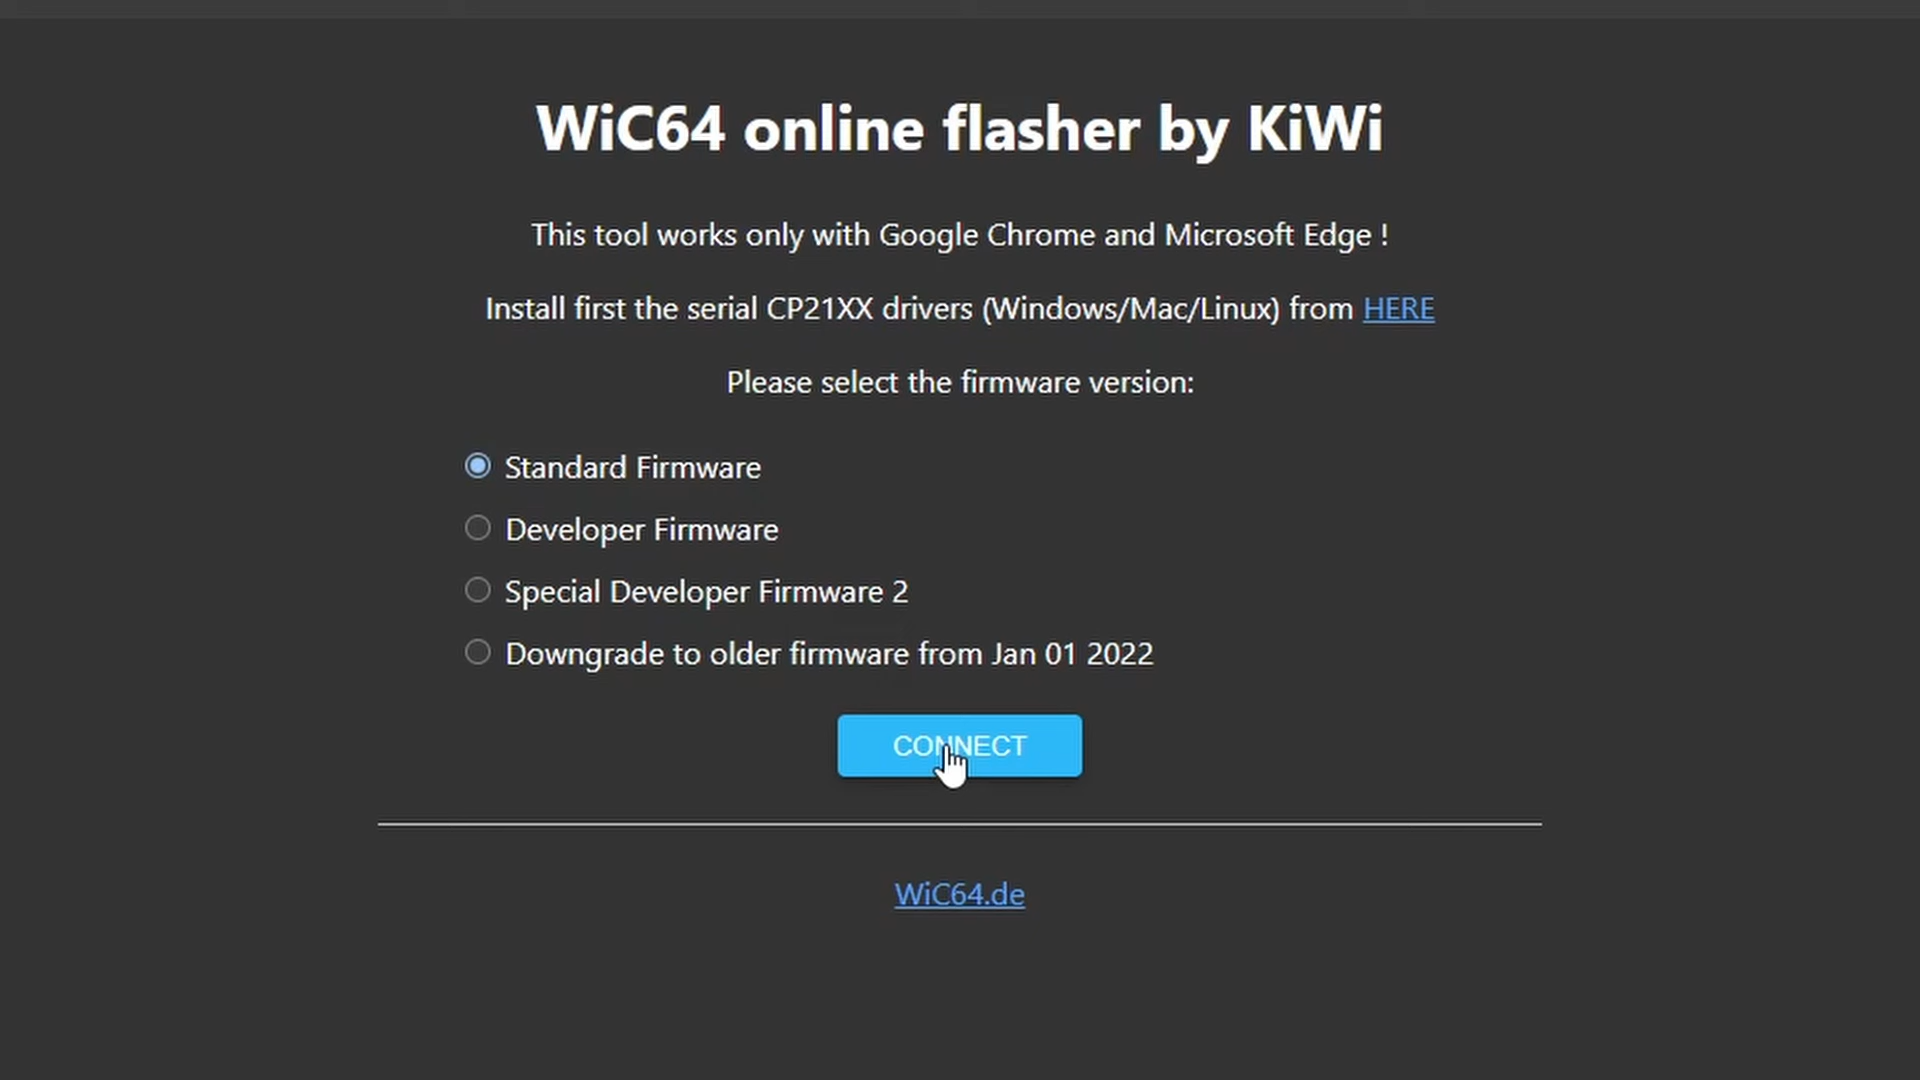 WiC64 online flasher by KiWi
This tool works only with Google Chrome and Microsoft Edge !
Install first the serial CP21XX drivers (Windows/Mac/Linux) from HERE
Please select the firmware version:
Standard Firmware
Developer Firmware
Special Developer Firmware 2
Downgrade to older firmware from Jan 01 2022
CONNECT
WiC64.de